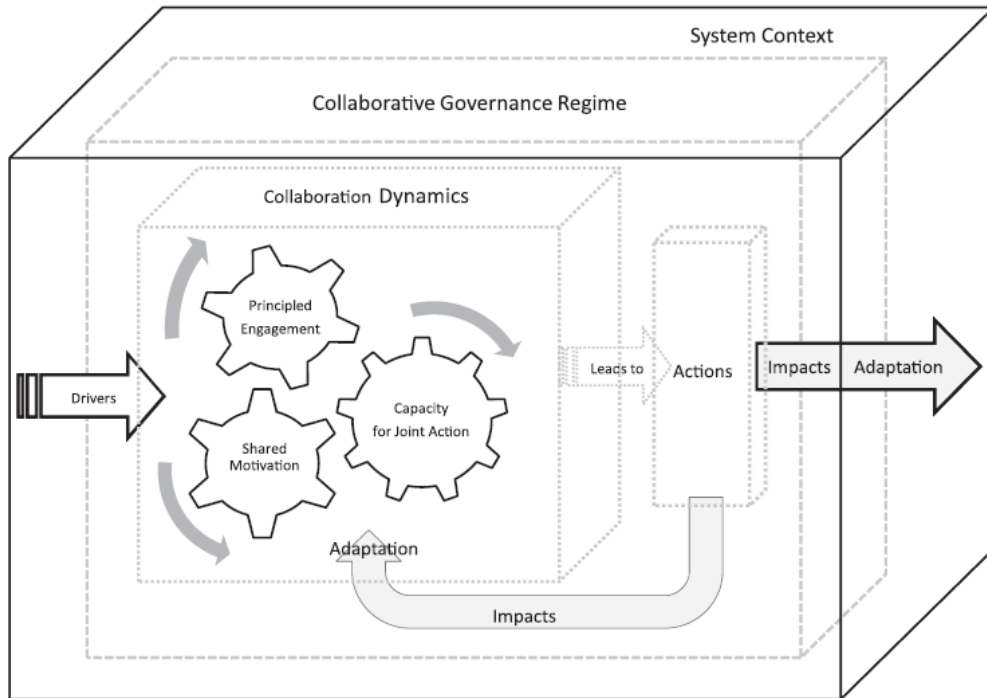 System Context
Collaborative Governance Regime
Collaboration Dynamics
Principled
Engagement
Drivers
Capacity
for Joint Action
Shared
Motivation
Leads to
Actions
Impacts
Adaptation
Adaptation
Impacts